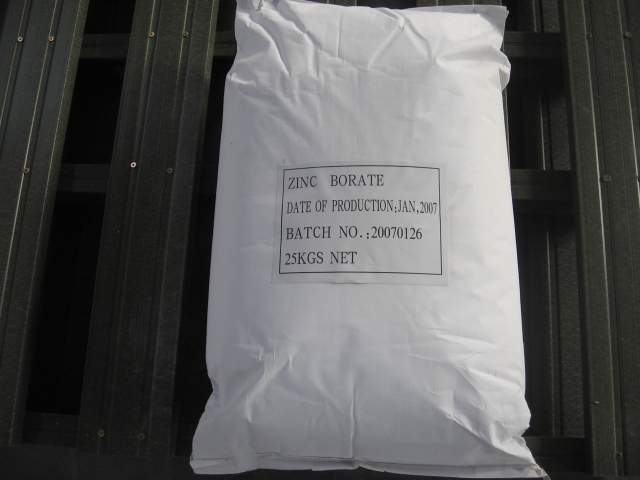 ZINC BORATE
DATE OF PRODUCTION;JAN,2007
BATCH NO.:20070126
25KGS NET